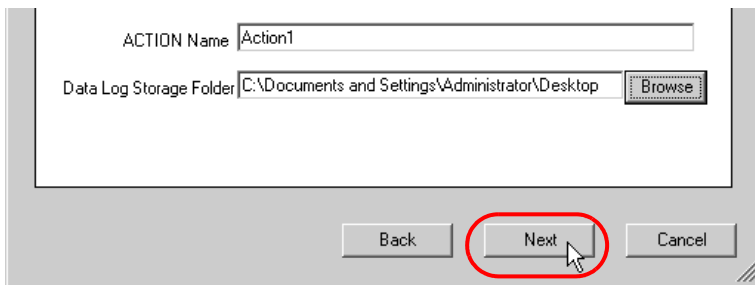 ACTION Name Action1
Data Log Storage Folder C:\Documents and Settings\Administrator\Desktop Browse
Back Next Cancel